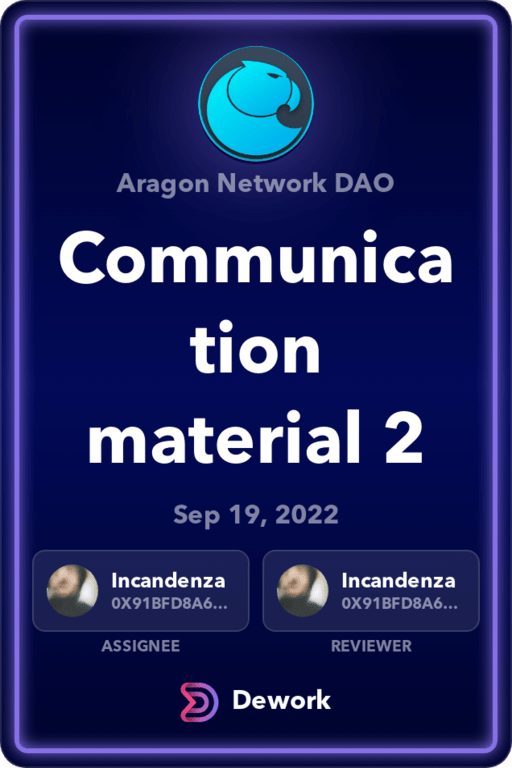 Aragon Network DAO
Communica
tion
material 2
Sep 19, 2022
Incandenza
0X91BFD8A6...
ASSIGNEE
Incandenza
0X91BFD8A6...
REVIEWER
Dework